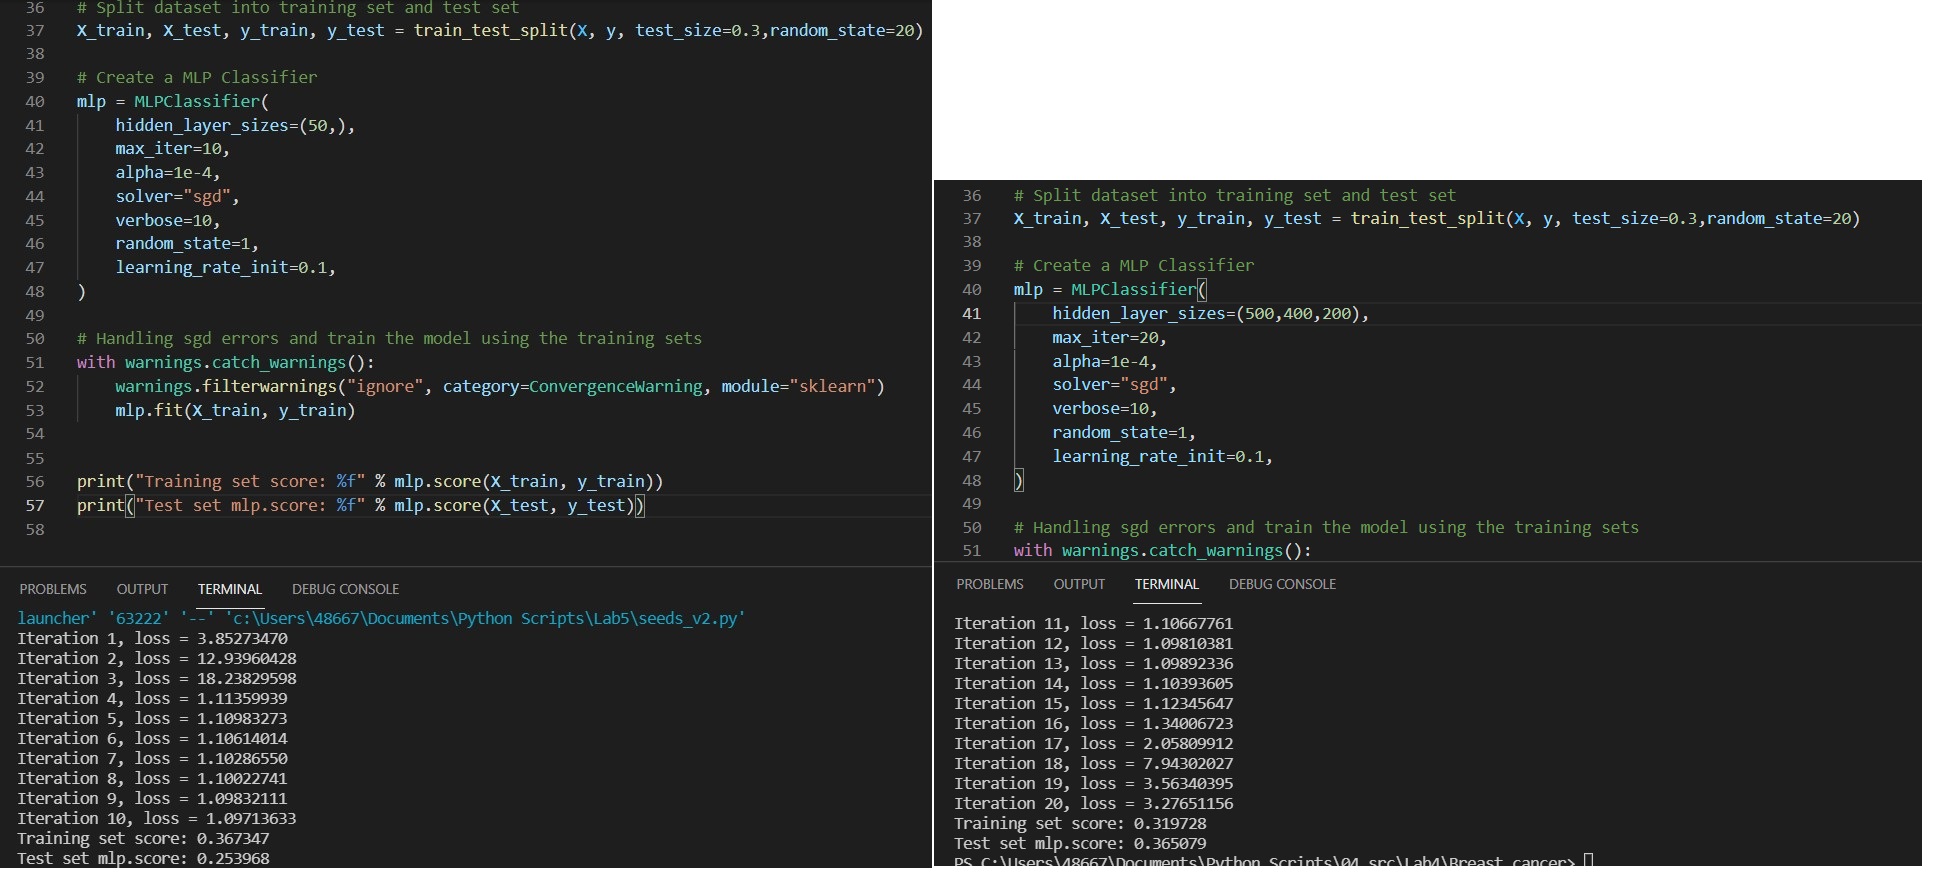 36 # Split dataset into training set and test set
37 X_train, X_test, y_train, y_test = train_test_split(X, y, test_size=0.3,random_state=20)
38
39 # Create a MLP Classifier
40 mlp = MLPClassifier(
41 hidden_layer_sizes=(50,),
42 max_iter=10,
43 alpha=1e-4,
44 solver="sgd",
45 verbose=10,
46 random_state=1,
47 learning_rate_init=0.1,
48 )
49
50 # Handling sgd errors and train the model using the training sets
51 with warnings.catch_warnings():
52 warnings.filterwarnings("ignore", category=ConvergenceWarning, module="sklearn")
53 mlp.fit(X_train, y_train)
54
55
56 print("Training set score: %f" % mlp.score(X_train, y_train))
57 print("Test set mlp.score: %f" % mlp.score(X_test, y_test))
58
PROBLEMS OUTPUT TERMINAL DEBUG CONSOLE
launcher' '63222' '--' 'c:\Users\48667\Documents\Python Scripts\Lab5\seeds_v2.py'
Iteration 1, loss = 3.85273470
Iteration 2, loss = 12.93960428
Iteration 3, loss = 18.23829598
Iteration 4, loss = 1.11359939
Iteration 5, loss = 1.10983273
Iteration 6, loss = 1.10614014
Iteration 7, loss = 1.10286550
Iteration 8, loss = 1.10022741
Iteration 9, loss = 1.09832111
Iteration 10, loss = 1.09713633
Training set score: 0.367347
Test set mlp.score: 0.253968
36 # Split dataset into training set and test set
37 X_train, X_test, y_train, y_test = train_test_split(X, y, test_size=0.3,random_state=20)
38
39 # Create a MLP Classifier
40 mlp = MLPClassifier(
41 hidden_layer_sizes=(500,400,200),
42 max_iter=20,
43 alpha=1e-4,
44 solver="sgd",
45 verbose=10,
46 random_state=1,
47 learning_rate_init=0.1,
48 )
49
50 # Handling sgd errors and train the model using the training sets
51 with warnings.catch_warnings():
PROBLEMS OUTPUT TERMINAL DEBUG CONSOLE
Iteration 11, loss = 1.10667761
Iteration 12, loss = 1.09810381
Iteration 13, loss = 1.09892336
Iteration 14, loss = 1.10393605
Iteration 15, loss = 1.12345647
Iteration 16, loss = 1.34006723
Iteration 17, loss = 2.05809912
Iteration 18, loss = 7.94302027
Iteration 19, loss = 3.56340395
Iteration 20, loss = 3.27651156
Training set score: 0.319728
Test set mlp.score: 0.365079
PS C:\Users\48667\Documents\Python Scripts\04_src\Lab4\Breast_cancer>